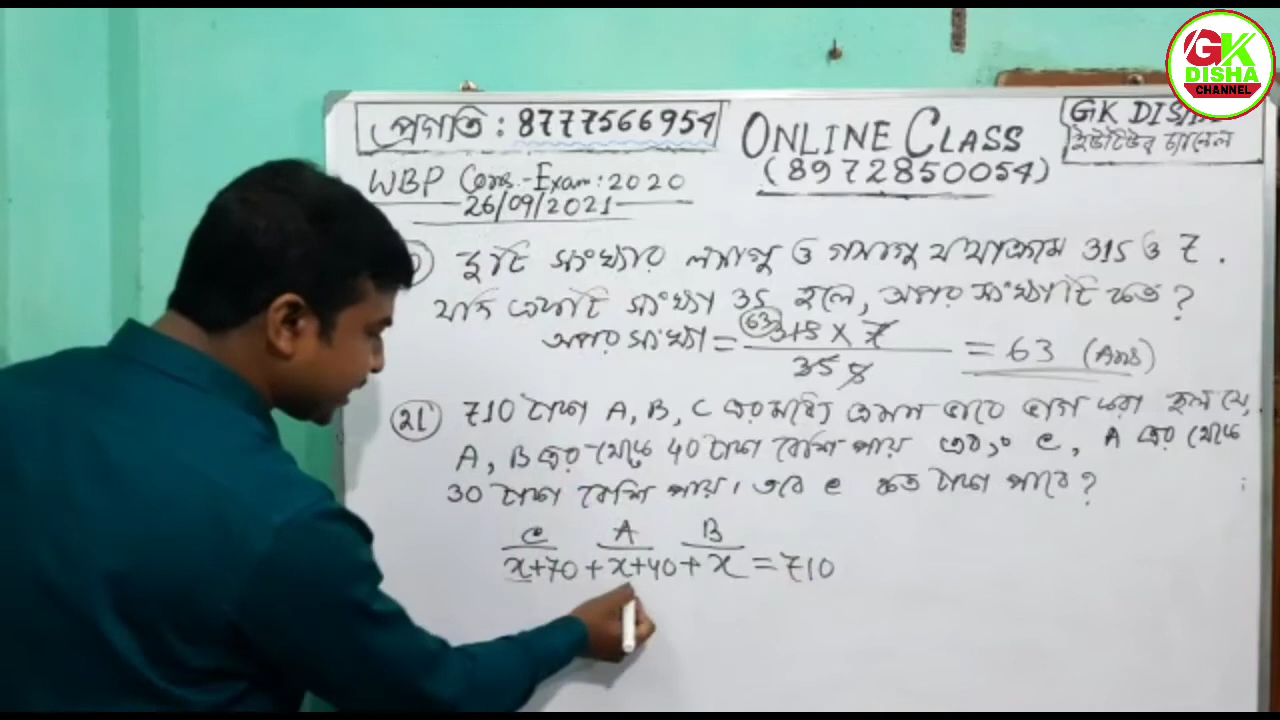 GK
DISHA
CHANNEL
প্রগতি : 8777566954
ONLINE CLASS
(8972850054)
GK DISHA
ইউটিউব চ্যানেল
WBP Cons.-Exam: 2020
26/09/2021
দুটি সংখ্যার লসাগু ও গসাগু যথাক্রমে 315 ও 7.
যদি একটি সংখ্যা 35 হলে, অপর সংখ্যাটি কত?
অপর সংখ্যা = 63 315 × 7 / 35 = 63 (Ans)
21 710 টাকা A, B, C এর মধ্যে এমন ভাবে ভাগ করা হল যে,
A, B এর থেকে 40 টাকা বেশি পায় এবং C, A এর থেকে
30 টাকা বেশি পায়। তবে C কত টাকা পাবে?
C A B
x+70 + x+40 + x = 710